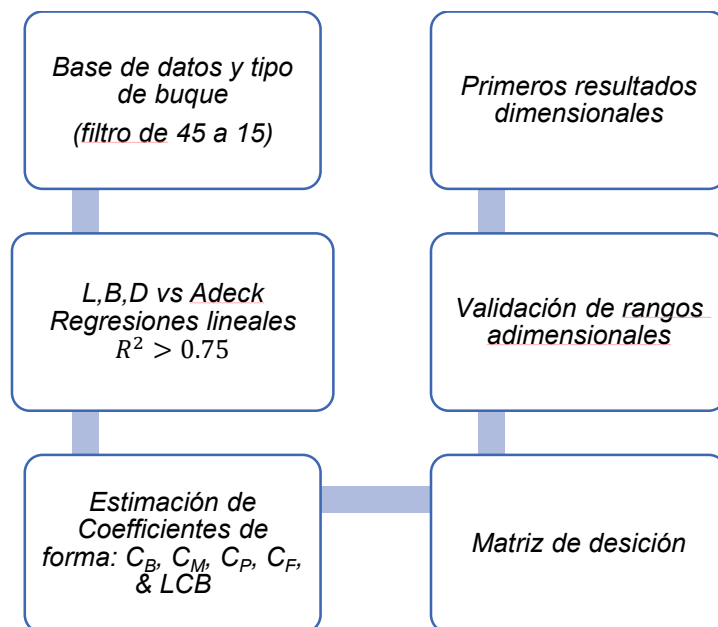 Base de datos y tipo
de buque
(filtro de 45 a 15)
L,B,D vs Adeck
Regresiones lineales
R² > 0.75
Estimación de
Coefficientes de
forma: C_B, C_M, C_P, C_F,
& LCB
Matriz de desición
Validación de rangos
adimensionales
Primeros resultados
dimensionales